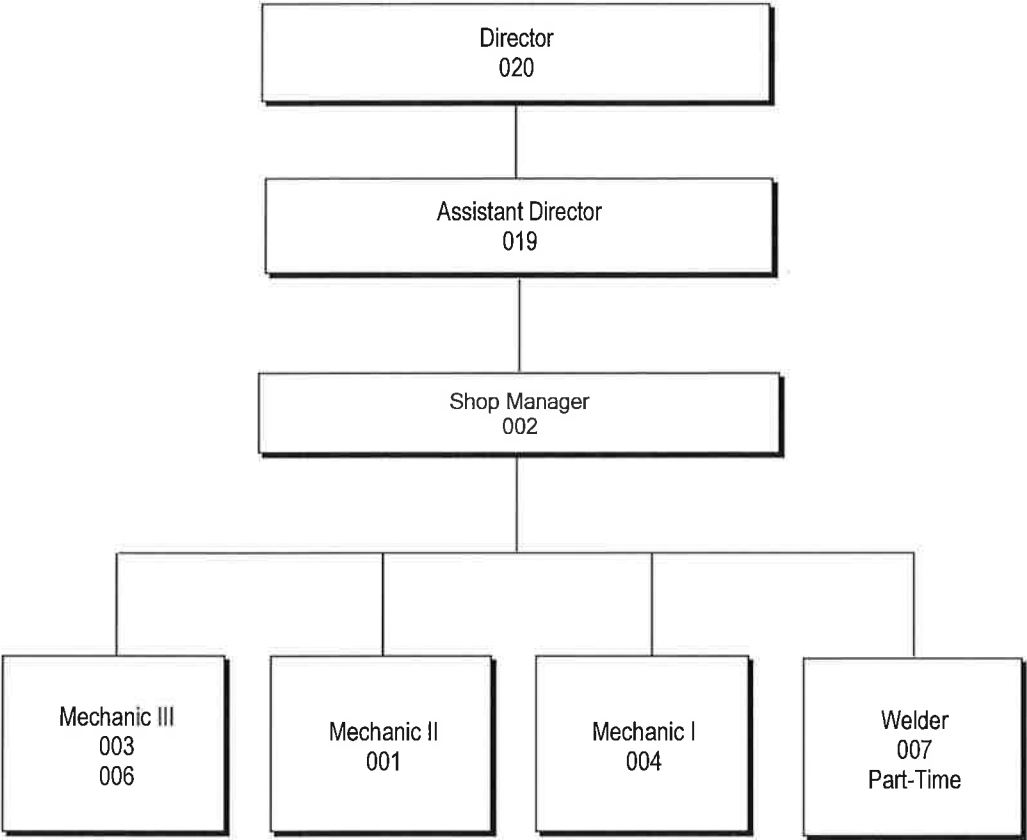 Director
020
Assistant Director
019
Shop Manager
002
Mechanic III
003
006
Mechanic II
001
Mechanic I
004
Welder
007
Part-Time